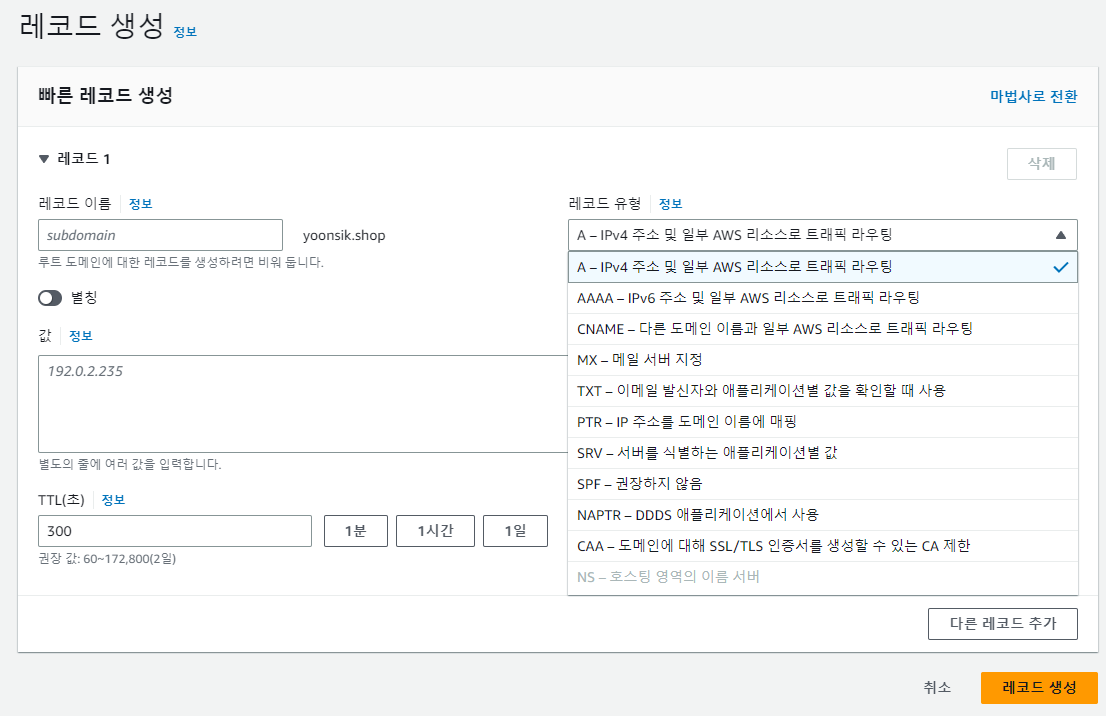 레코드 생성 정보
빠른 레코드 생성
마법사로 전환
레코드 1
삭제
레코드 이름 정보
subdomain
yoonsik.shop
루트 도메인에 대한 레코드를 생성하려면 비워 둡니다.
별칭
값 정보
192.0.2.235
별도의 줄에 여러 값을 입력합니다.
TTL(초) 정보
300
1분
1시간
1일
권장 값: 60~172,800(2일)
레코드 유형 정보
A – IPv4 주소 및 일부 AWS 리소스로 트래픽 라우팅
A – IPv4 주소 및 일부 AWS 리소스로 트래픽 라우팅
AAAA – IPv6 주소 및 일부 AWS 리소스로 트래픽 라우팅
CNAME – 다른 도메인 이름과 일부 AWS 리소스로 트래픽 라우팅
MX – 메일 서버 지정
TXT – 이메일 발신자와 애플리케이션별 값을 확인할 때 사용
PTR – IP 주소를 도메인 이름에 매핑
SRV – 서버를 식별하는 애플리케이션별 값
SPF – 권장하지 않음
NAPTR – DDDS 애플리케이션에서 사용
CAA – 도메인에 대해 SSL/TLS 인증서를 생성할 수 있는 CA 제한
NS – 호스팅 영역의 이름 서버
다른 레코드 추가
취소
레코드 생성